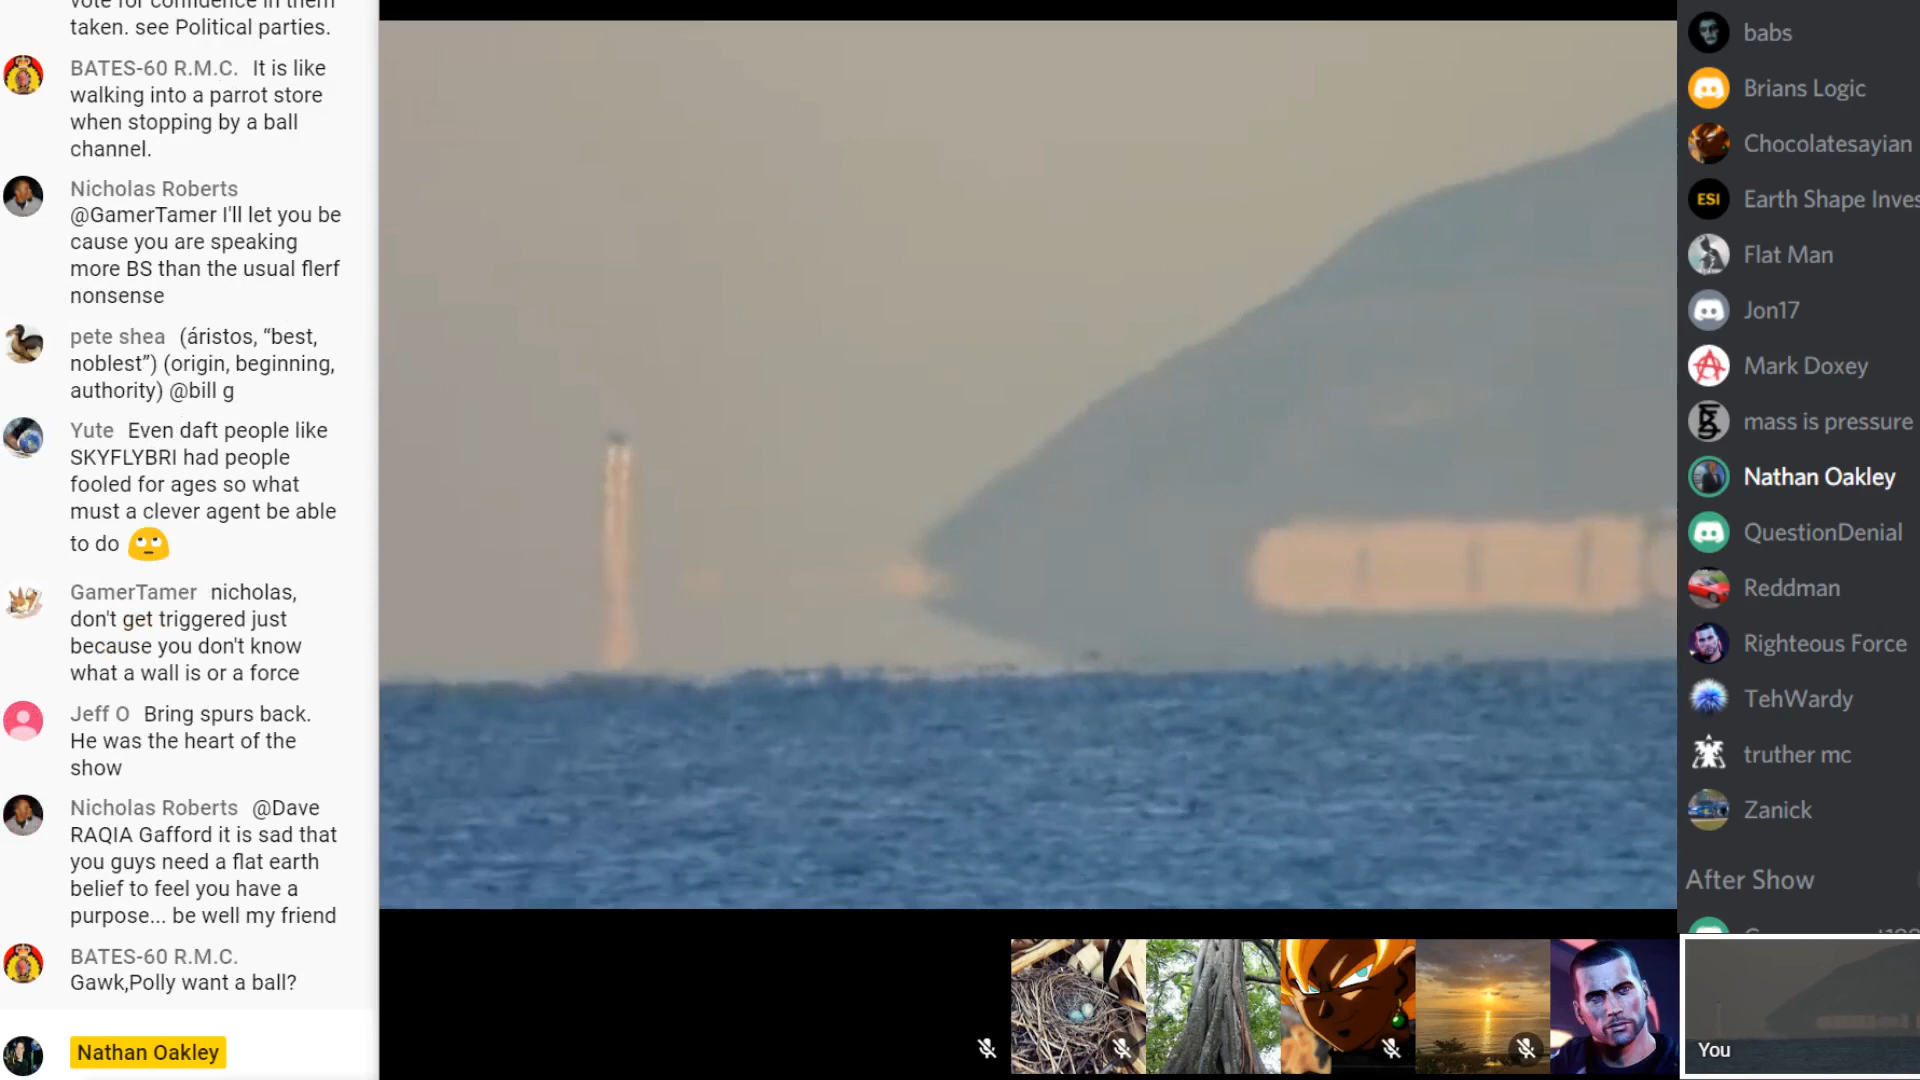 vote for confidence in them
taken. see Political parties.
BATES-60 R.M.C. It is like
walking into a parrot store
when stopping by a ball
channel.
Nicholas Roberts
@GamerTamer I'll let you be
cause you are speaking
more BS than the usual flerf
nonsense
pete shea (áristos, “best,
noblest”) (origin, beginning,
authority) @bill g
Yute Even daft people like
SKYFLYBRI had people
fooled for ages so what
must a clever agent be able
to do
GamerTamer nicholas,
don't get triggered just
because you don't know
what a wall is or a force
Jeff O Bring spurs back.
He was the heart of the
show
Nicholas Roberts @Dave
RAQIA Gafford it is sad that
you guys need a flat earth
belief to feel you have a
purpose... be well my friend
BATES-60 R.M.C.
Gawk,Polly want a ball?
Nathan Oakley
babs
Brians Logic
Chocolatesayian
ESI
Earth Shape Inves
Flat Man
Jon17
Mark Doxey
mass is pressure
Nathan Oakley
QuestionDenial
Reddman
Righteous Force
TehWardy
truther mc
Zanick
After Show
You